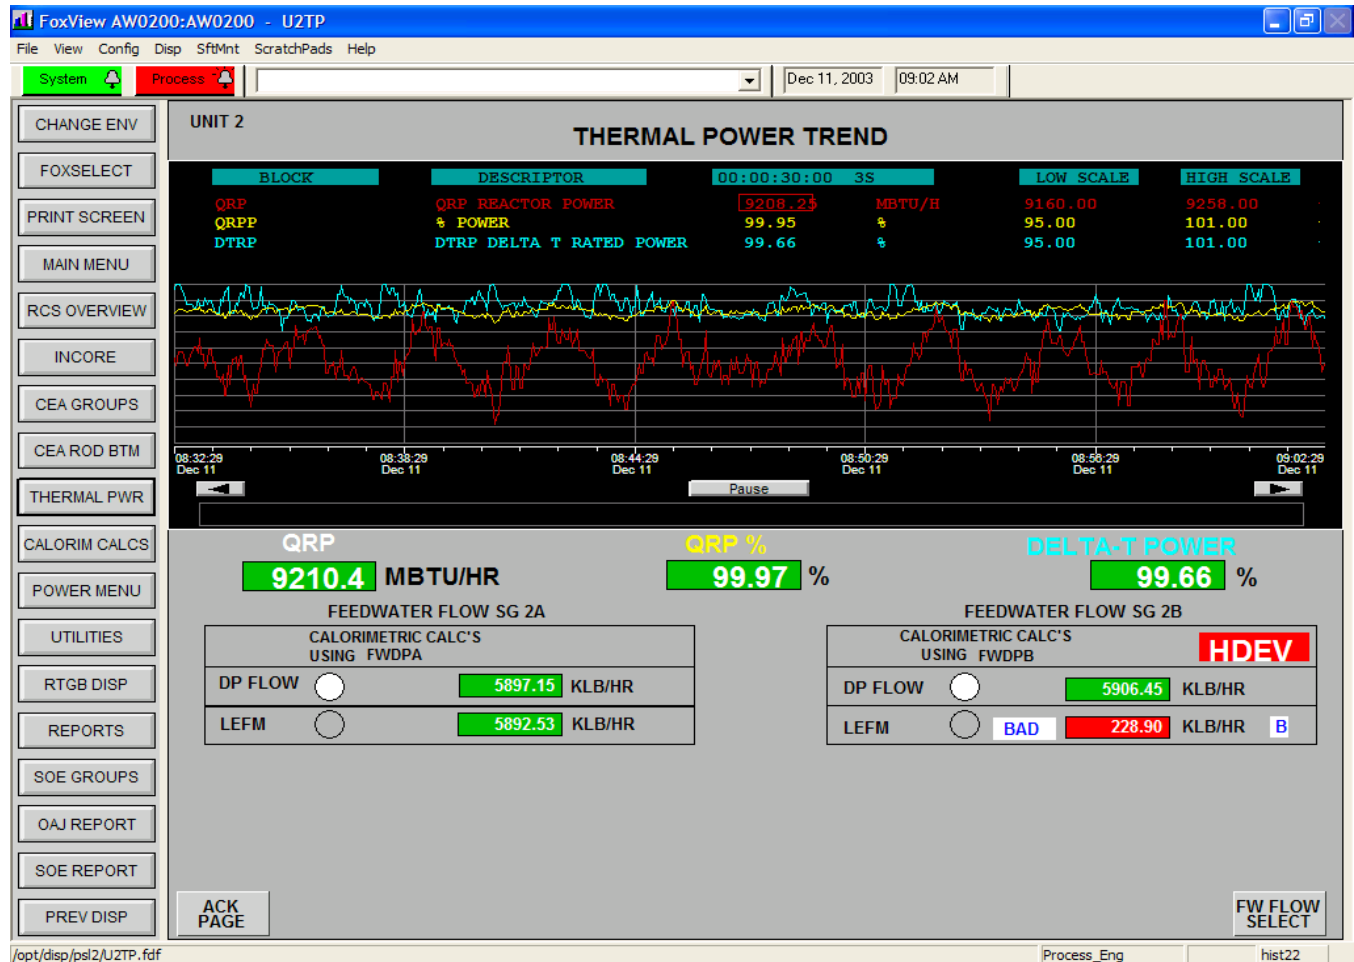 FoxView AW0200:AW0200 - U2TP
File View Config Disp SftMnt ScratchPads Help
System Process Dec 11, 2003 09:02 AM
CHANGE ENV
FOXSELECT
PRINT SCREEN
MAIN MENU
RCS OVERVIEW
INCORE
CEA GROUPS
CEA ROD BTM
THERMAL PWR
CALORIM CALCS
POWER MENU
UTILITIES
RTGB DISP
REPORTS
SOE GROUPS
OAJ REPORT
SOE REPORT
PREV DISP
UNIT 2
THERMAL POWER TREND
BLOCK DESCRIPTOR 00:00:30:00 3S LOW SCALE HIGH SCALE
QRP QRP REACTOR POWER 9208.25 MBTU/H 9160.00 9258.00
QRPP % POWER 99.95 % 95.00 101.00
DTRP DTRP DELTA T RATED POWER 99.66 % 95.00 101.00
08:32:29 08:38:29 08:44:29 08:50:29 08:56:29 09:02:29
Dec 11 Dec 11 Dec 11 Dec 11 Dec 11 Dec 11
Pause
QRP QRP % DELTA-T POWER
9210.4 MBTU/HR 99.97 % 99.66 %
FEEDWATER FLOW SG 2A
CALORIMETRIC CALC'S
USING FWDPA
DP FLOW 5897.15 KLB/HR
LEFM 5892.53 KLB/HR
FEEDWATER FLOW SG 2B
CALORIMETRIC CALC'S
USING FWDPB
HDEV
DP FLOW 5906.45 KLB/HR
LEFM BAD 228.90 KLB/HR B
ACK
PAGE
FW FLOW
SELECT
/opt/disp/psl2/U2TP.fdf Process_Eng hist22